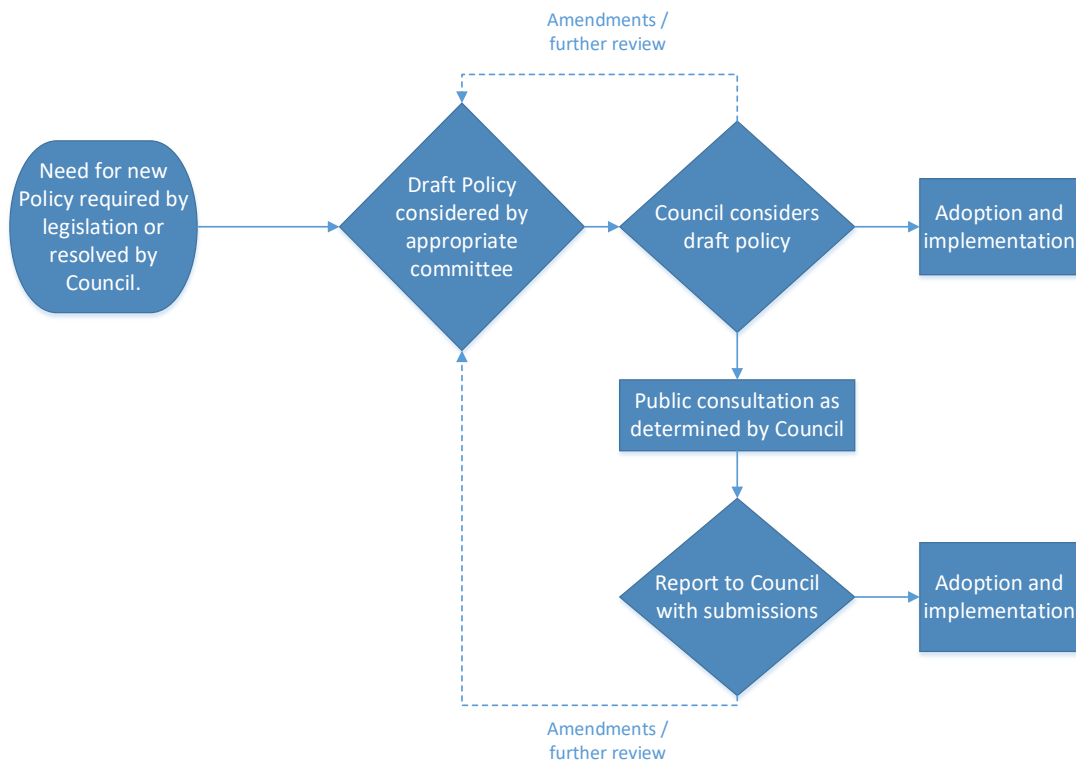 Amendments /
further review
Need for new
Policy required by
legislation or
resolved by
Council.
Draft Policy
considered by
appropriate
committee
Council considers
draft policy
Adoption and
implementation
Public consultation as
determined by Council
Report to Council
with submissions
Adoption and
implementation
Amendments /
further review